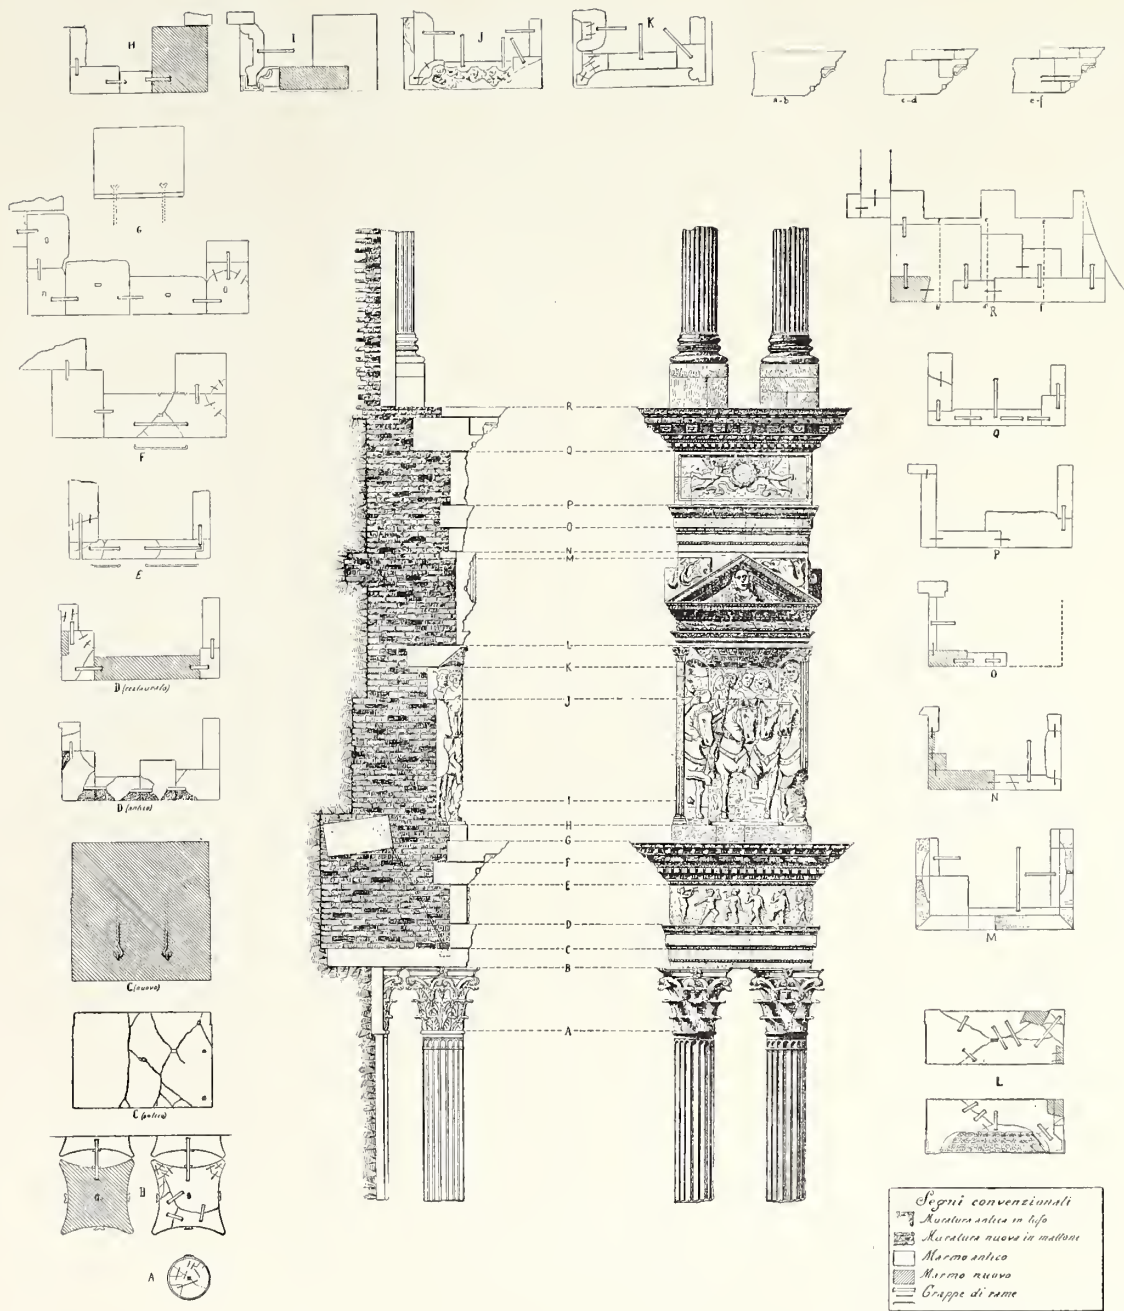 H
I
J
K
a-b
c-d
e-f
G
n
R
F
Q
E
P
D (restaurato)
O
D (antico)
N
C (nuovo)
M
C (antico)
L
B
A
R
Q
P
O
N
M
L
K
J
I
H
G
F
E
D
C
B
A
Segni convenzionali
Muratura antica in tufo
Muratura nuova in mattone
Marmo antico
Marmo nuovo
Grappe di rame